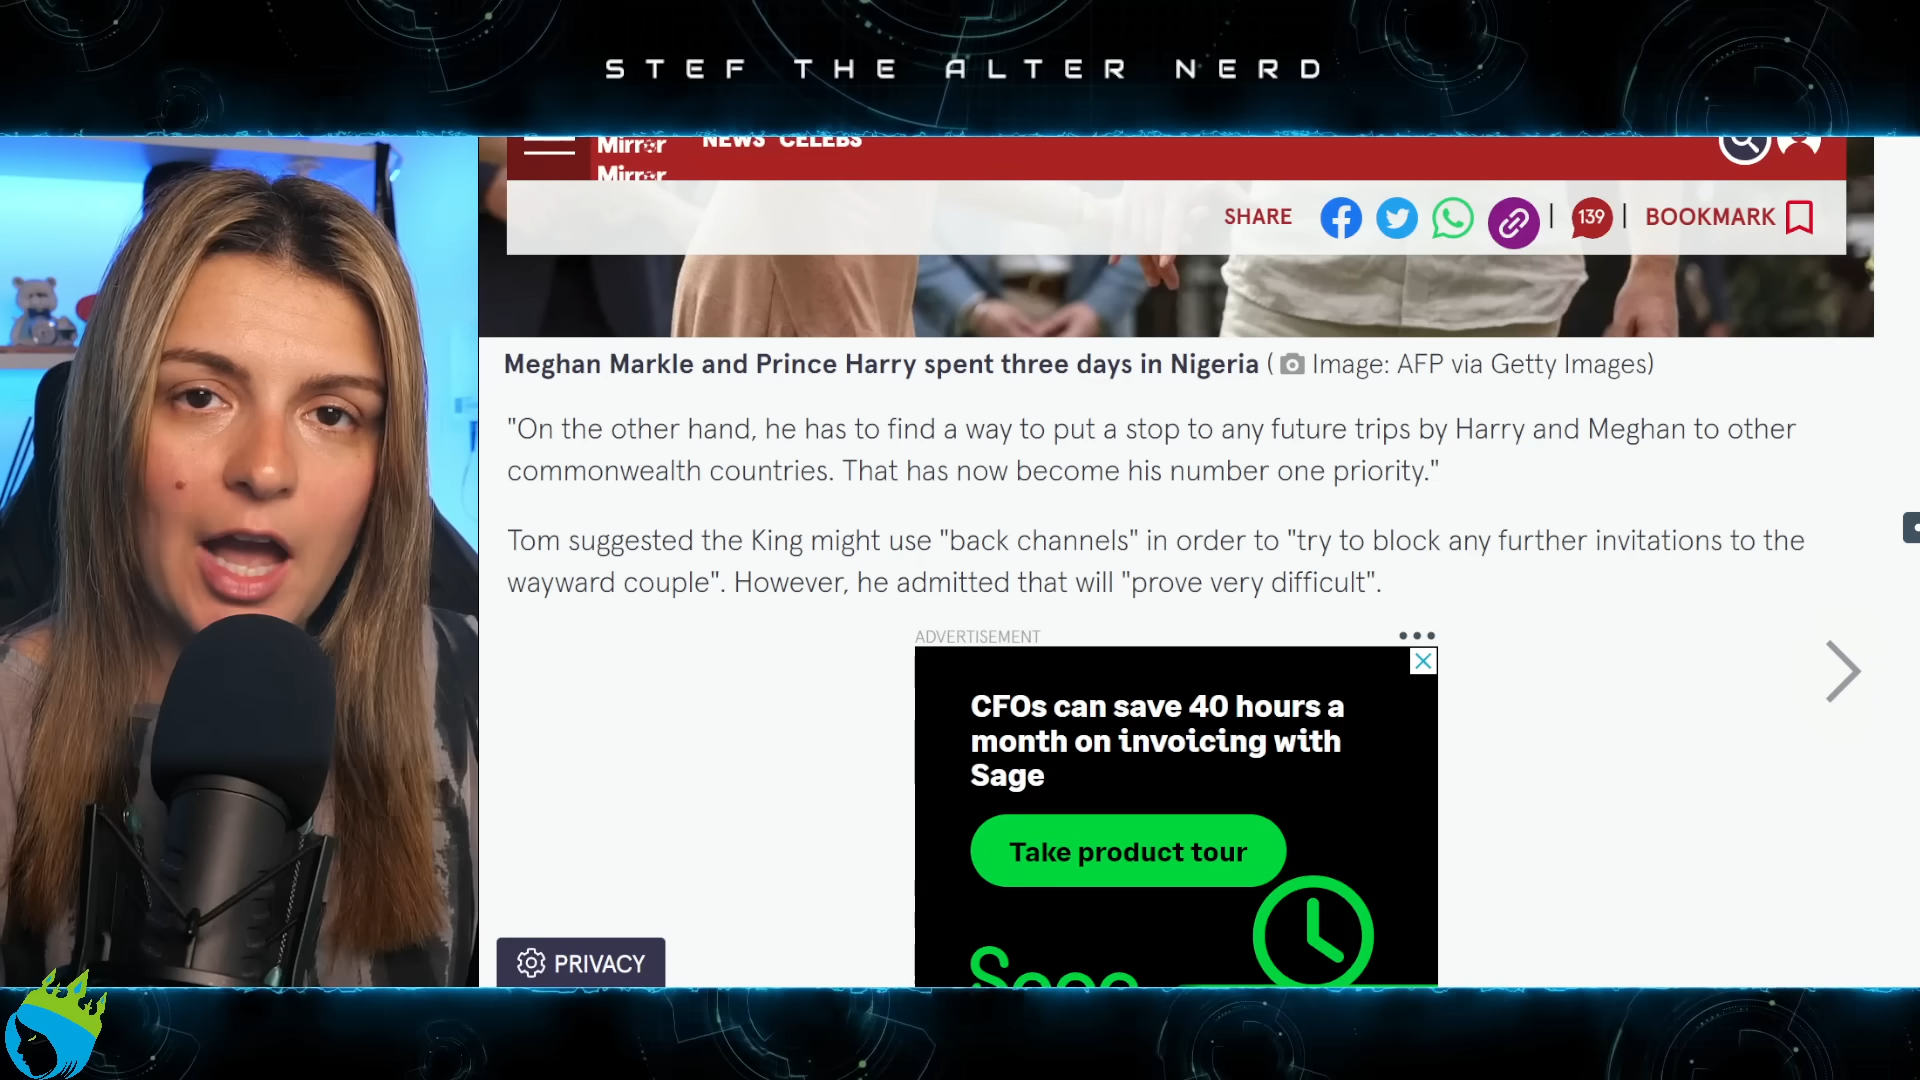 STEF THE ALTER NERD
Mirror
NEWS CELEBS
Mirror
SHARE
139
BOOKMARK
Meghan Markle and Prince Harry spent three days in Nigeria ( Image: AFP via Getty Images)
"On the other hand, he has to find a way to put a stop to any future trips by Harry and Meghan to other
commonwealth countries. That has now become his number one priority."
Tom suggested the King might use "back channels" in order to "try to block any further invitations to the
wayward couple". However, he admitted that will "prove very difficult".
ADVERTISEMENT
CFOs can save 40 hours a
month on invoicing with
Sage
Take product tour
Sage
PRIVACY